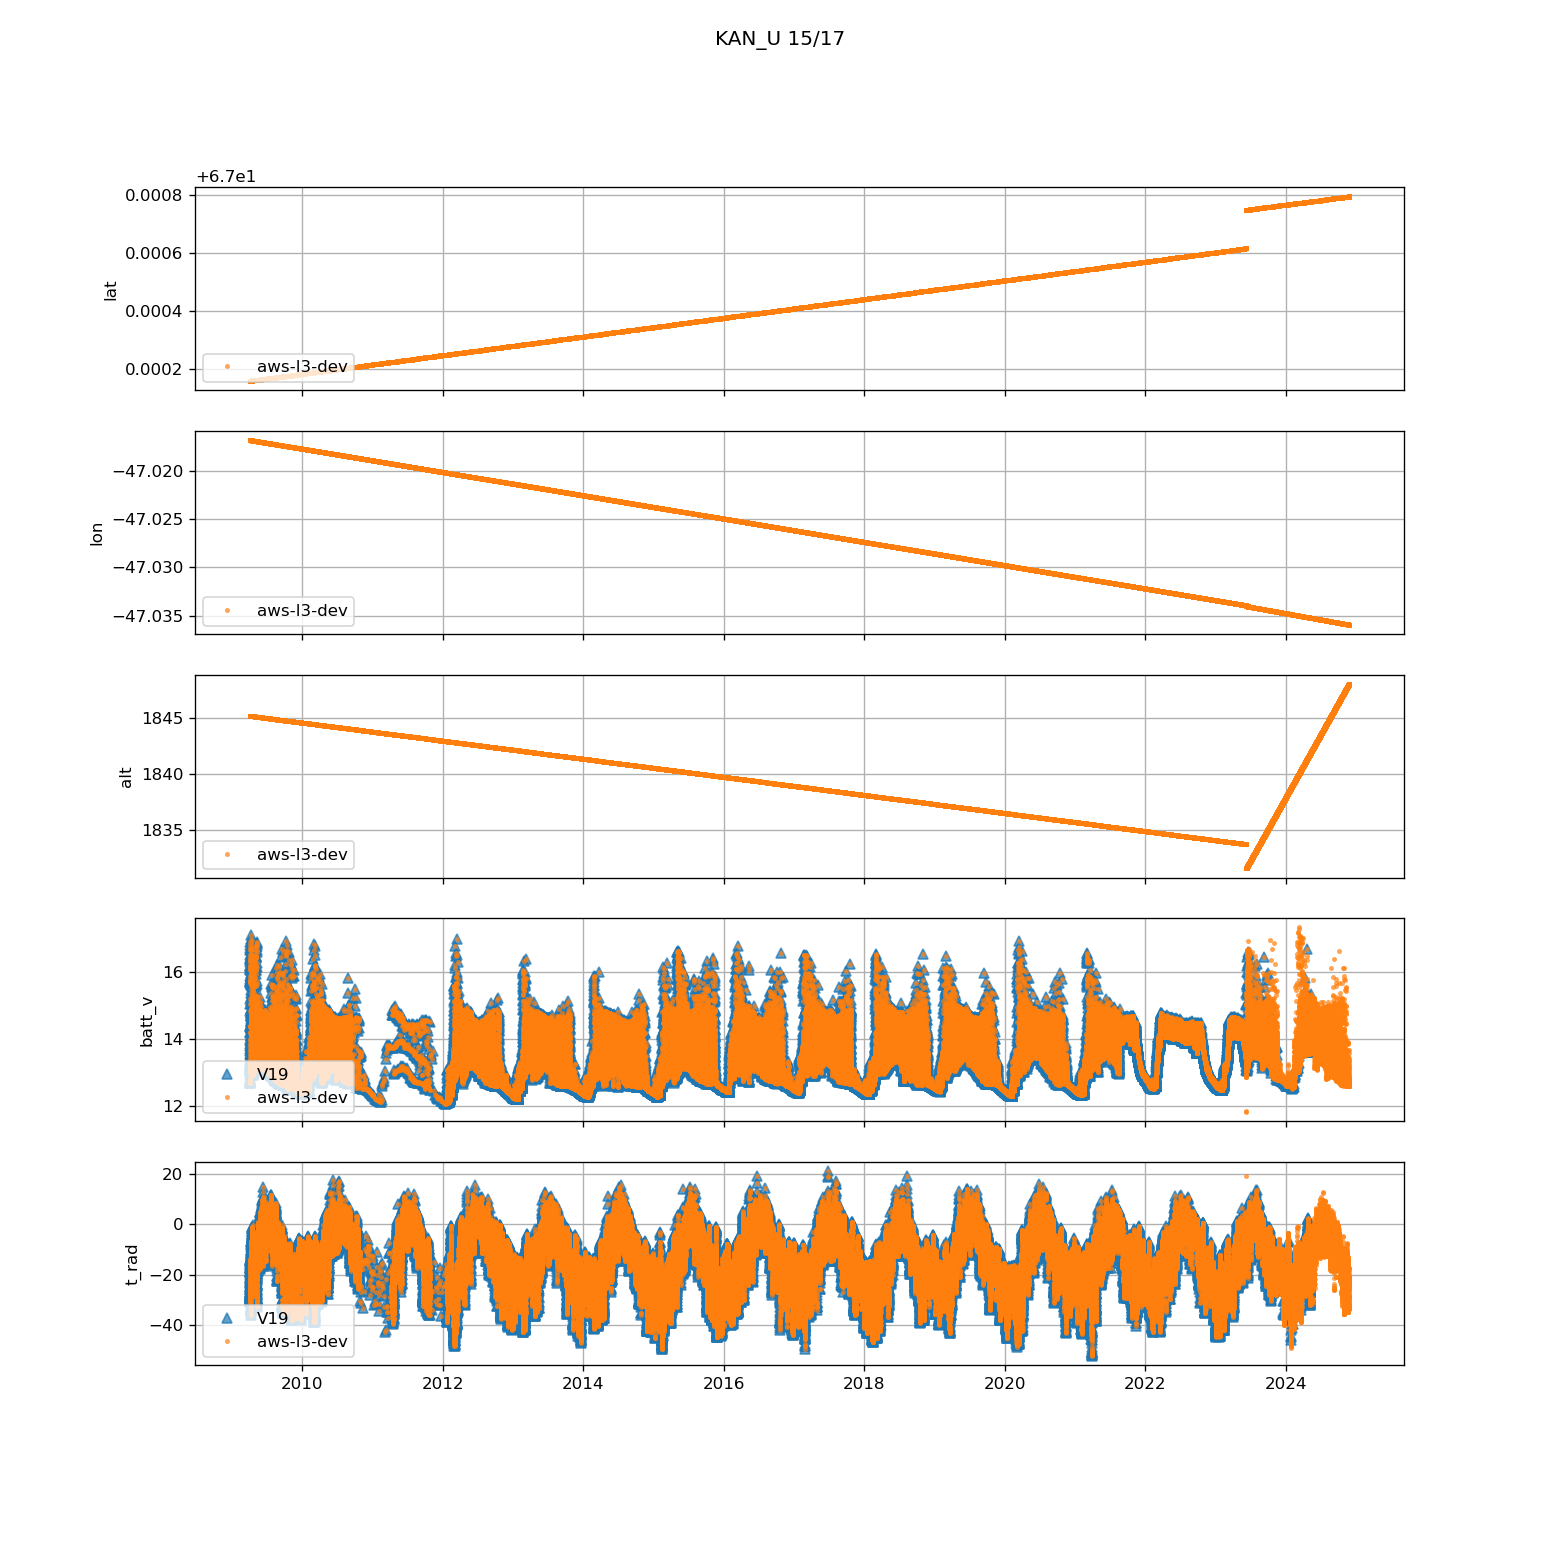 KAN_U 15/17
+6.7e1
0.0008
0.0006
0.0004
0.0002
lat
aws-l3-dev
−47.020
−47.025
−47.030
−47.035
lon
aws-l3-dev
1845
1840
1835
alt
aws-l3-dev
16
14
12
batt_v
V19
aws-l3-dev
20
0
−20
−40
t_rad
V19
aws-l3-dev
2010 2012 2014 2016 2018 2020 2022 2024